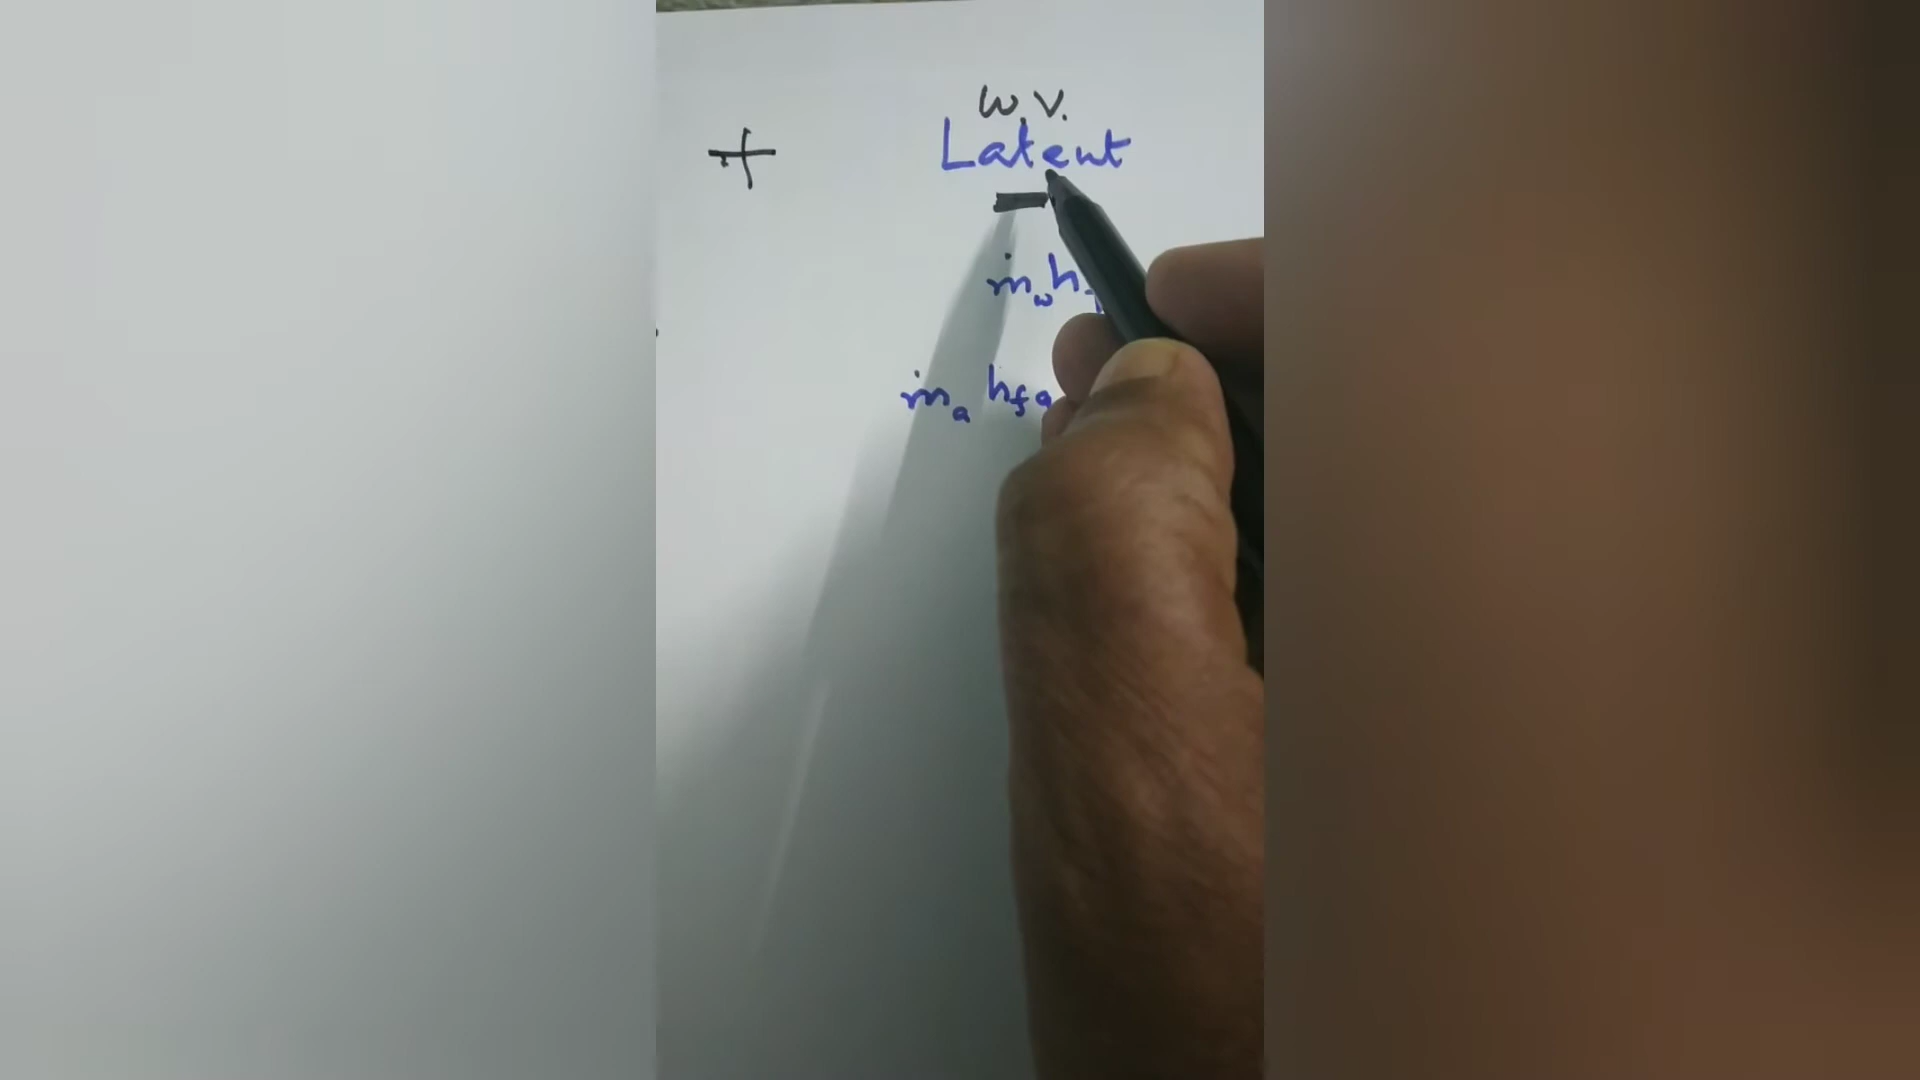 W.V.
+ Latent
ṁw hf
ṁa hfg